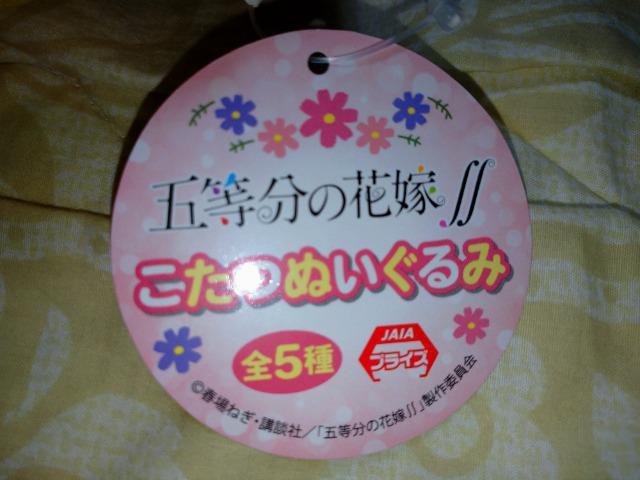 五等分の花嫁∬
こたつぬいぐるみ
全5種
JAIA
プライズ
©春場ねぎ・講談社/「五等分の花嫁∬」製作委員会